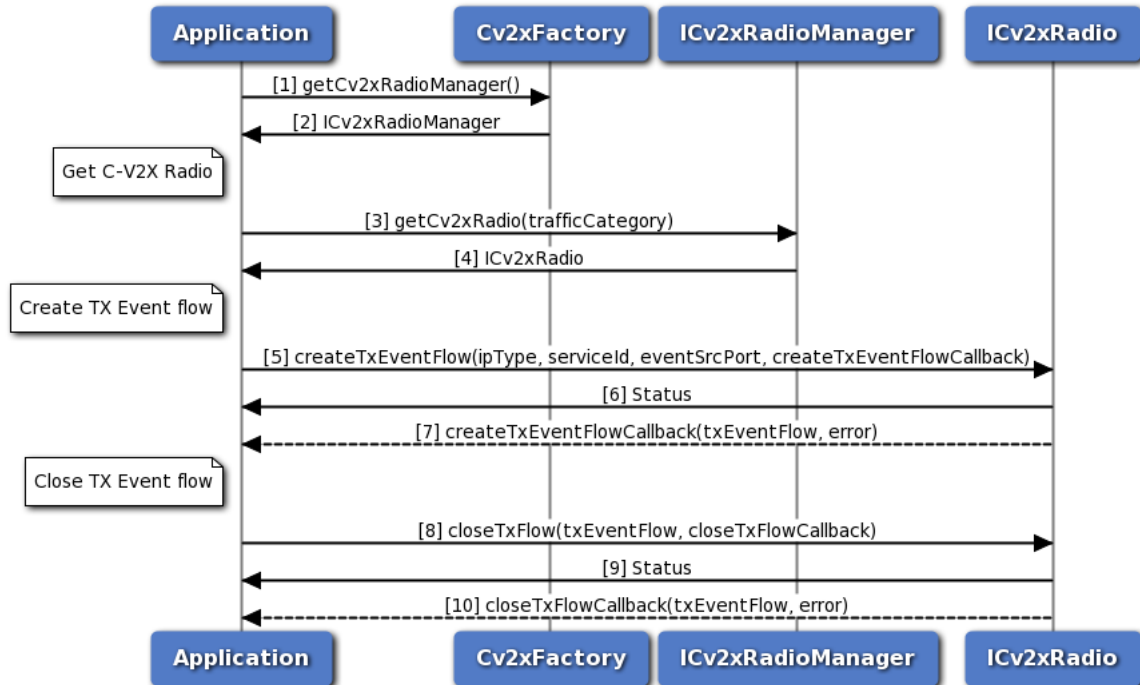 Application Cv2xFactory ICv2xRadioManager ICv2xRadio
[1] getCv2xRadioManager()
[2] ICv2xRadioManager
Get C-V2X Radio
[3] getCv2xRadio(trafficCategory)
[4] ICv2xRadio
Create TX Event flow
[5] createTxEventFlow(ipType, serviceId, eventSrcPort, createTxEventFlowCallback)
[6] Status
[7] createTxEventFlowCallback(txEventFlow, error)
Close TX Event flow
[8] closeTxFlow(txEventFlow, closeTxFlowCallback)
[9] Status
[10] closeTxFlowCallback(txEventFlow, error)
Application Cv2xFactory ICv2xRadioManager ICv2xRadio